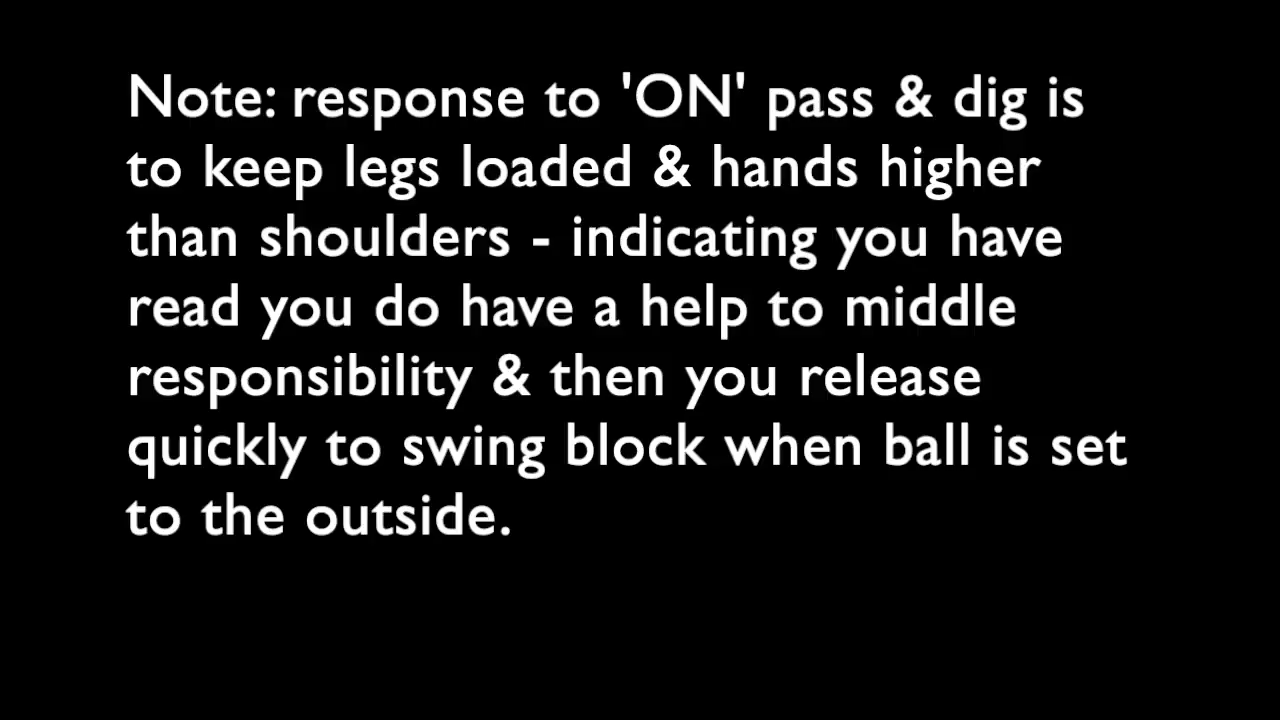 Note: response to 'ON' pass & dig is
to keep legs loaded & hands higher
than shoulders - indicating you have
read you do have a help to middle
responsibility & then you release
quickly to swing block when ball is set
to the outside.